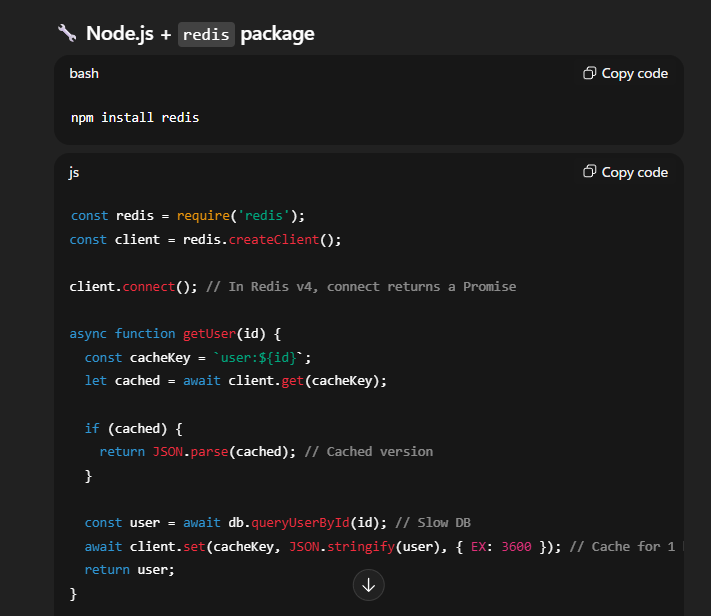 🔧 Node.js + redis package
bash
Copy code
npm install redis
js
Copy code
const redis = require('redis');
const client = redis.createClient();
client.connect(); // In Redis v4, connect returns a Promise
async function getUser(id) {
  const cacheKey = `user:${id}`;
  let cached = await client.get(cacheKey);
  if (cached) {
    return JSON.parse(cached); // Cached version
  }
  const user = await db.queryUserById(id); // Slow DB
  await client.set(cacheKey, JSON.stringify(user), { EX: 3600 }); // Cache for 1
  return user;
}